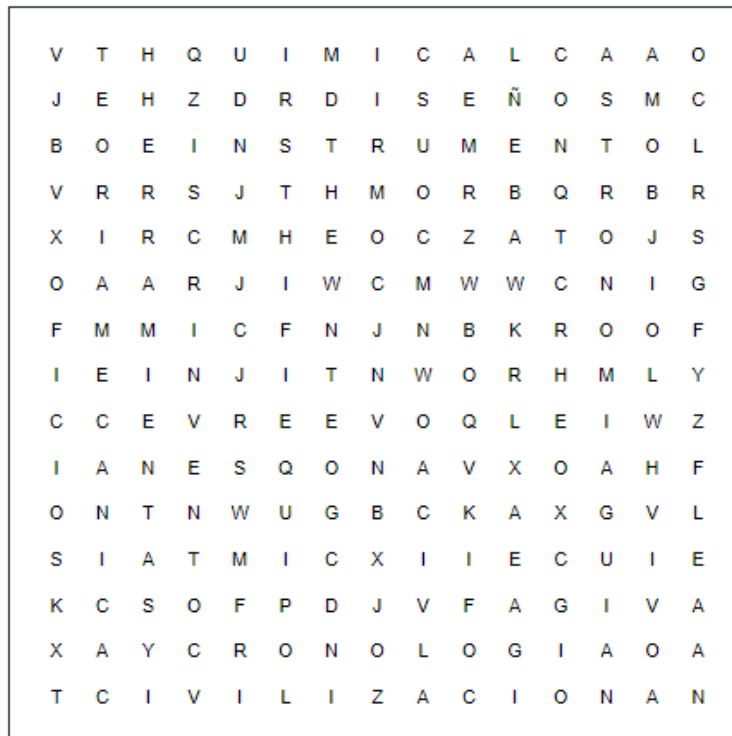 V T H Q U I M I C A L C A A O
J E H Z D R D I S E Ñ O S M C
B O E I N S T R U M E N T O L
V R R S J T H M O R B Q R B R
X I R C M H E O C Z A T O J S
O A A R J I W C M W W C N I G
F M M I C F N J N B K R O O F
I E I N J I T N W O R H M L Y
C C E V R E E V O Q L E I W Z
I A N E S Q O N A V X O A H F
O N T N W U G B C K A X G V L
S I A T M I C X I I E C U I E
K C S O F P D J V F A G I V A
X A Y C R O N O L O G I A O A
T C I V I L I Z A C I O N A N